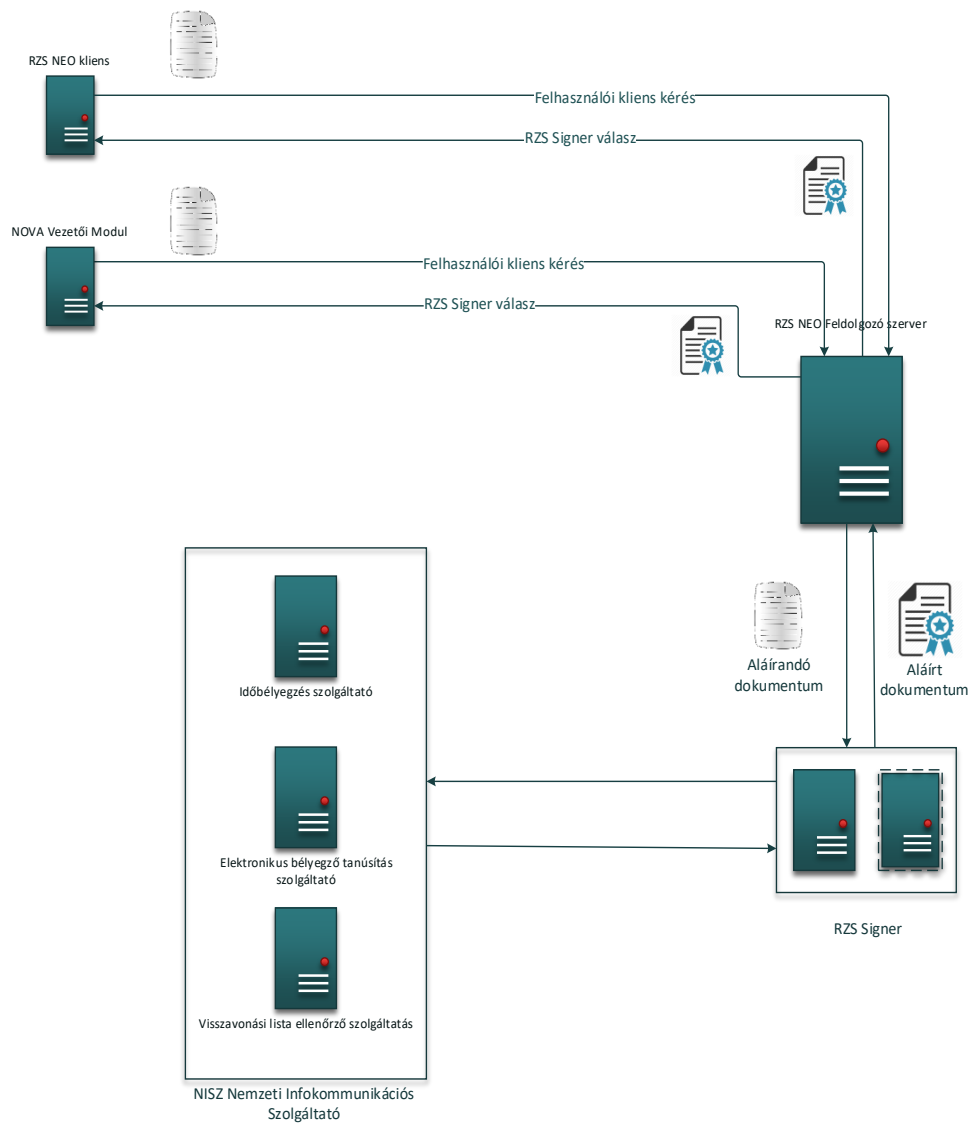 RZS NEO kliens
Felhasználói kliens kérés
RZS Signer válasz
NOVA Vezetői Modul
Felhasználói kliens kérés
RZS Signer válasz
RZS NEO Feldolgozó szerver
Aláírandó
dokumentum
Aláírt
dokumentum
Időbélyegzés szolgáltató
Elektronikus bélyegző tanúsítás
szolgáltató
Visszavonási lista ellenőrző szolgáltatás
RZS Signer
NISZ Nemzeti Infokommunikációs
Szolgáltató